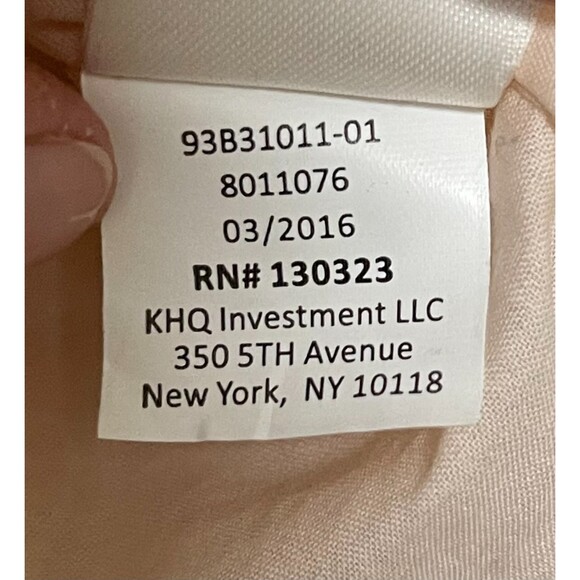 93B31011-01
8011076
03/2016
RN# 130323
KHQ Investment LLC
350 5TH Avenue
New York, NY 10118